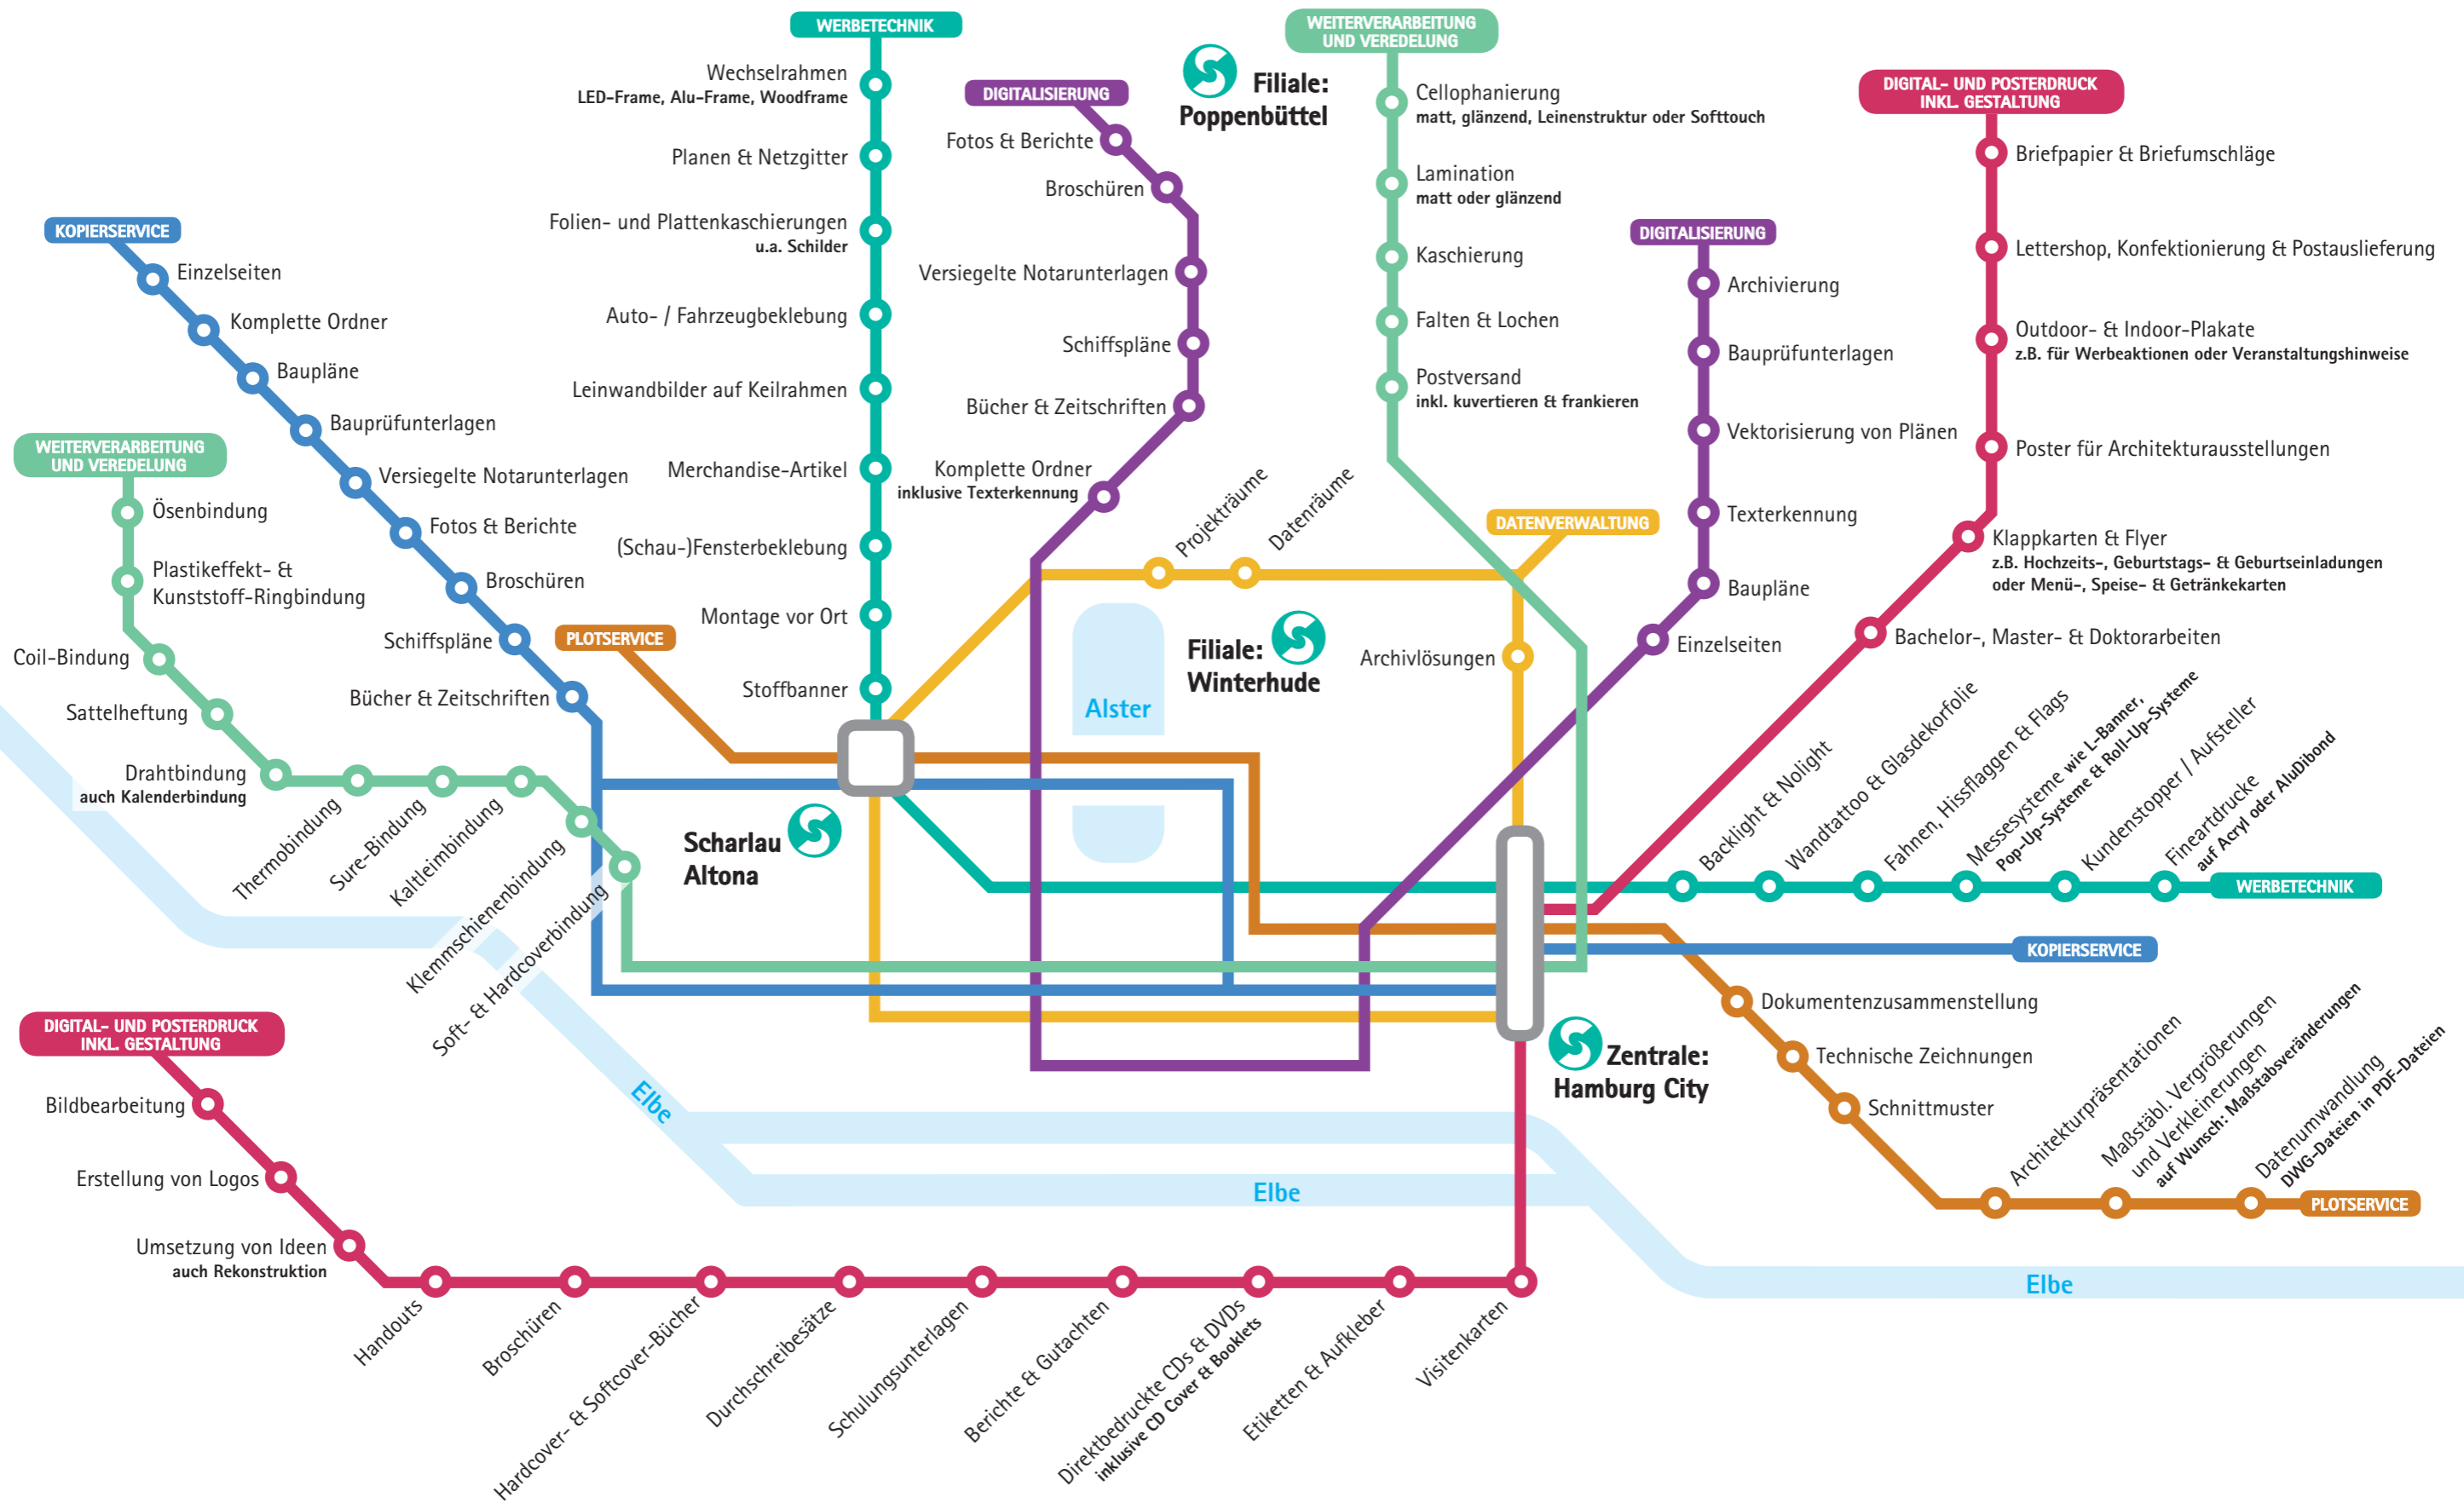 WERBETECHNIK
Wechselrahmen
LED-Frame, Alu-Frame, Woodframe
Planen & Netzgitter
Folien- und Plattenkaschierungen
u.a. Schilder
Auto- / Fahrzeugbeklebung
Leinwandbilder auf Keilrahmen
Merchandise-Artikel
(Schau-)Fensterbeklebung
Montage vor Ort
Stoffbanner
DIGITALISIERUNG
Fotos & Berichte
Broschüren
Versiegelte Notarunterlagen
Schiffspläne
Bücher & Zeitschriften
Komplette Ordner
inklusive Texterkennung
Filiale:
Poppenbüttel
WEITERVERARBEITUNG
UND VEREDELUNG
Cellophanierung
matt, glänzend, Leinenstruktur oder Softtouch
Lamination
matt oder glänzend
Kaschierung
Falten & Lochen
Postversand
inkl. kuvertieren & frankieren
DIGITALISIERUNG
Archivierung
Bauprüfunterlagen
Vektorisierung von Plänen
Texterkennung
Baupläne
Einzelseiten
DIGITAL- UND POSTERDRUCK
INKL. GESTALTUNG
Briefpapier & Briefumschläge
Lettershop, Konfektionierung & Postauslieferung
Outdoor- & Indoor-Plakate
z.B. für Werbeaktionen oder Veranstaltungshinweise
Poster für Architekturausstellungen
Klappkarten & Flyer
z.B. Hochzeits-, Geburtstags- & Geburtseinladungen
oder Menü-, Speise- & Getränkekarten
Bachelor-, Master- & Doktorarbeiten
KOPIERSERVICE
Einzelseiten
Komplette Ordner
Baupläne
Bauprüfunterlagen
Versiegelte Notarunterlagen
Fotos & Berichte
Broschüren
Schiffspläne
Bücher & Zeitschriften
WEITERVERARBEITUNG
UND VEREDELUNG
Ösenbindung
Plastikeffekt- &
Kunststoff-Ringbindung
Coil-Bindung
Sattelheftung
Drahtbindung
auch Kalenderbindung
Thermobindung
Sure-Bindung
Kaltleimbindung
Klemmschienenbindung
Soft- & Hardcoverbindung
PLOTSERVICE
Projekträume
Datenräume
DATENVERWALTUNG
Archivlösungen
Filiale:
Winterhude
Alster
Scharlau
Altona
Backlight & Nolight
Wandtattoo & Glasdekorfolie
Fahnen, Hissflaggen & Flags
Messesysteme wie L-Banner,
Pop-Up-Systeme & Roll-Up-Systeme
Kundenstopper / Aufsteller
Fineartdrucke
auf Acryl oder AluDibond
WERBETECHNIK
KOPIERSERVICE
Zentrale:
Hamburg City
Dokumentenzusammenstellung
Technische Zeichnungen
Schnittmuster
Architekturpräsentationen
Maßstäbl. Vergrößerungen
und Verkleinerungen
auf Wunsch: Maßstabsveränderungen
Datenumwandlung
DWG-Dateien in PDF-Dateien
PLOTSERVICE
Elbe
Elbe
Elbe
DIGITAL- UND POSTERDRUCK
INKL. GESTALTUNG
Bildbearbeitung
Erstellung von Logos
Umsetzung von Ideen
auch Rekonstruktion
Handouts
Broschüren
Hardcover- & Softcover-Bücher
Durchschreibesätze
Schulungsunterlagen
Berichte & Gutachten
Direktbedruckte CDs & DVDs
inklusive CD Cover & Booklets
Etiketten & Aufkleber
Visitenkarten